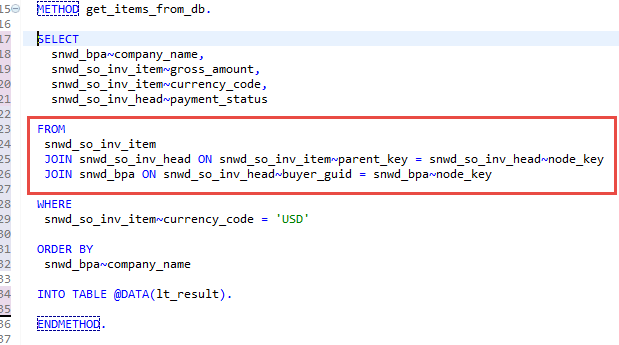 15 METHOD get_items_from_db.
16
17 SELECT
18 snwd_bpa~company_name,
19 snwd_so_inv_item~gross_amount,
20 snwd_so_inv_item~currency_code,
21 snwd_so_inv_head~payment_status
22
23 FROM
24 snwd_so_inv_item
25 JOIN snwd_so_inv_head ON snwd_so_inv_item~parent_key = snwd_so_inv_head~node_key
26 JOIN snwd_bpa ON snwd_so_inv_head~buyer_guid = snwd_bpa~node_key
27
28 WHERE
29 snwd_so_inv_item~currency_code = 'USD'
30
31 ORDER BY
32 snwd_bpa~company_name
33
34 INTO TABLE @DATA(lt_result).
35
36 ENDMETHOD.
37